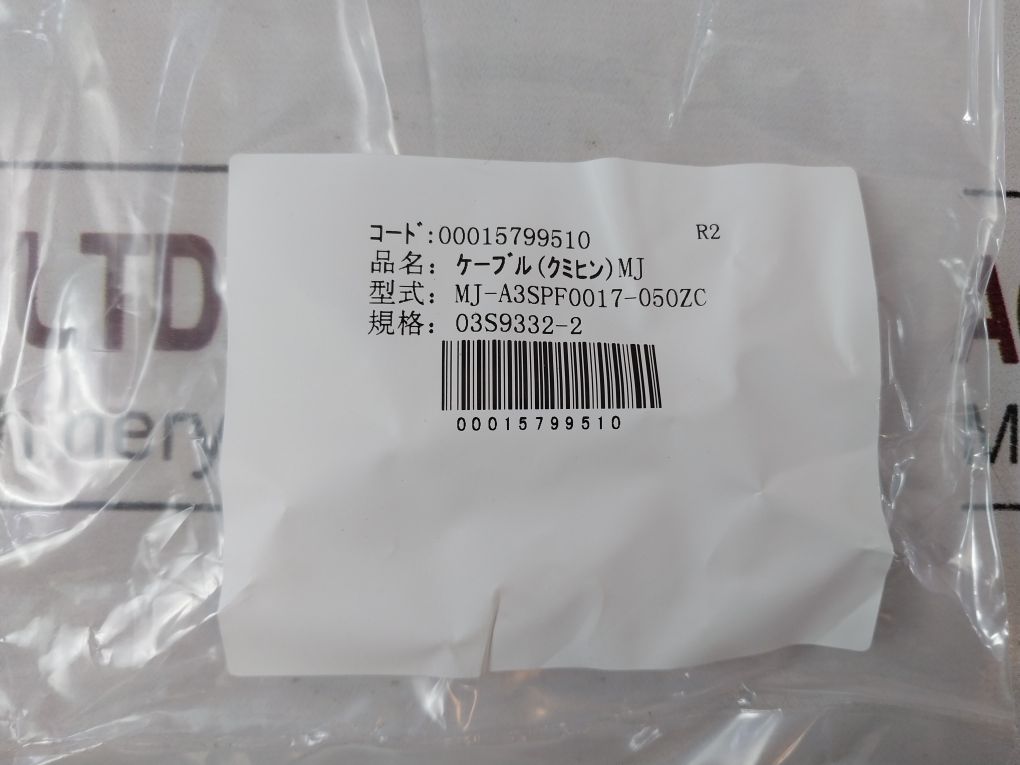 コード:00015799510 R2
品名: ケーブル(クミヒン)MJ
型式: MJ-A3SPF0017-050ZC
規格: 03S9332-2
00015799510
LTD